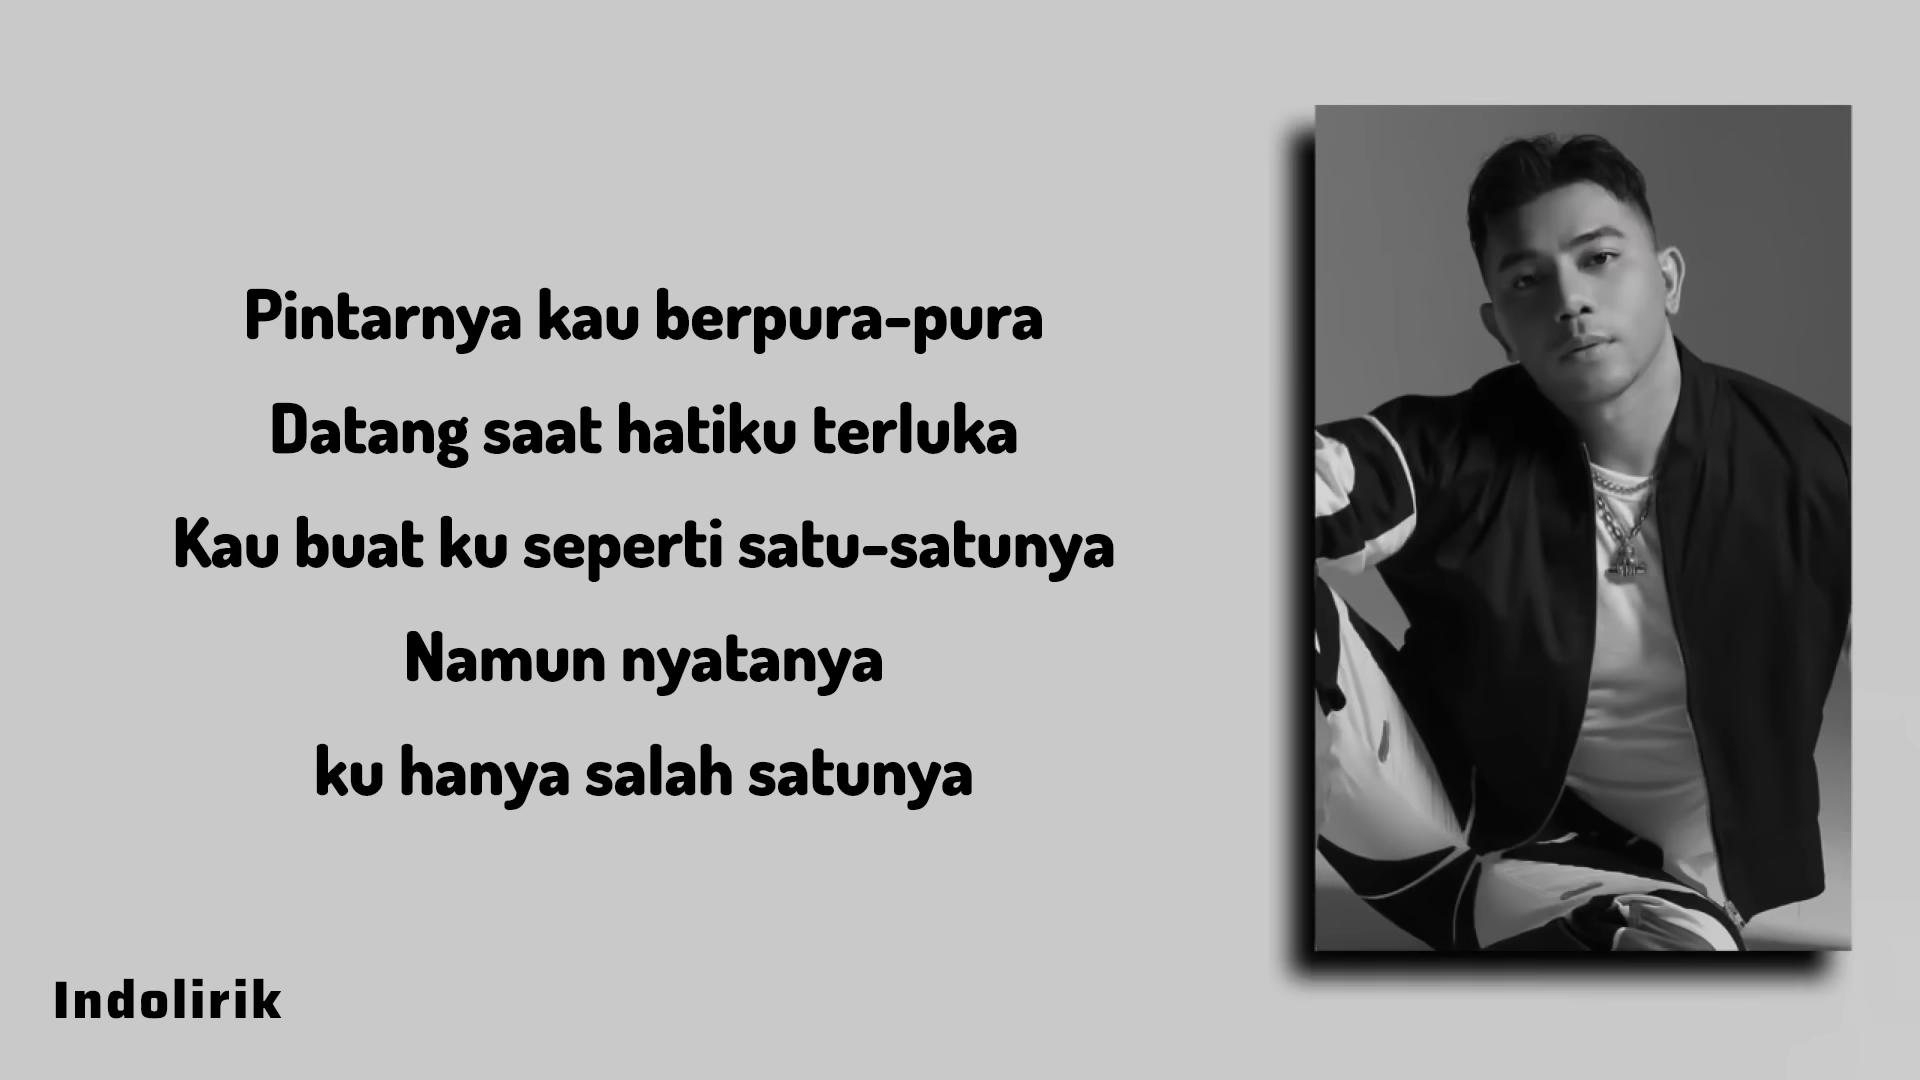 Pintarnya kau berpura-pura
Datang saat hatiku terluka
Kau buat ku seperti satu-satunya
Namun nyatanya
ku hanya salah satunya
Indolirik